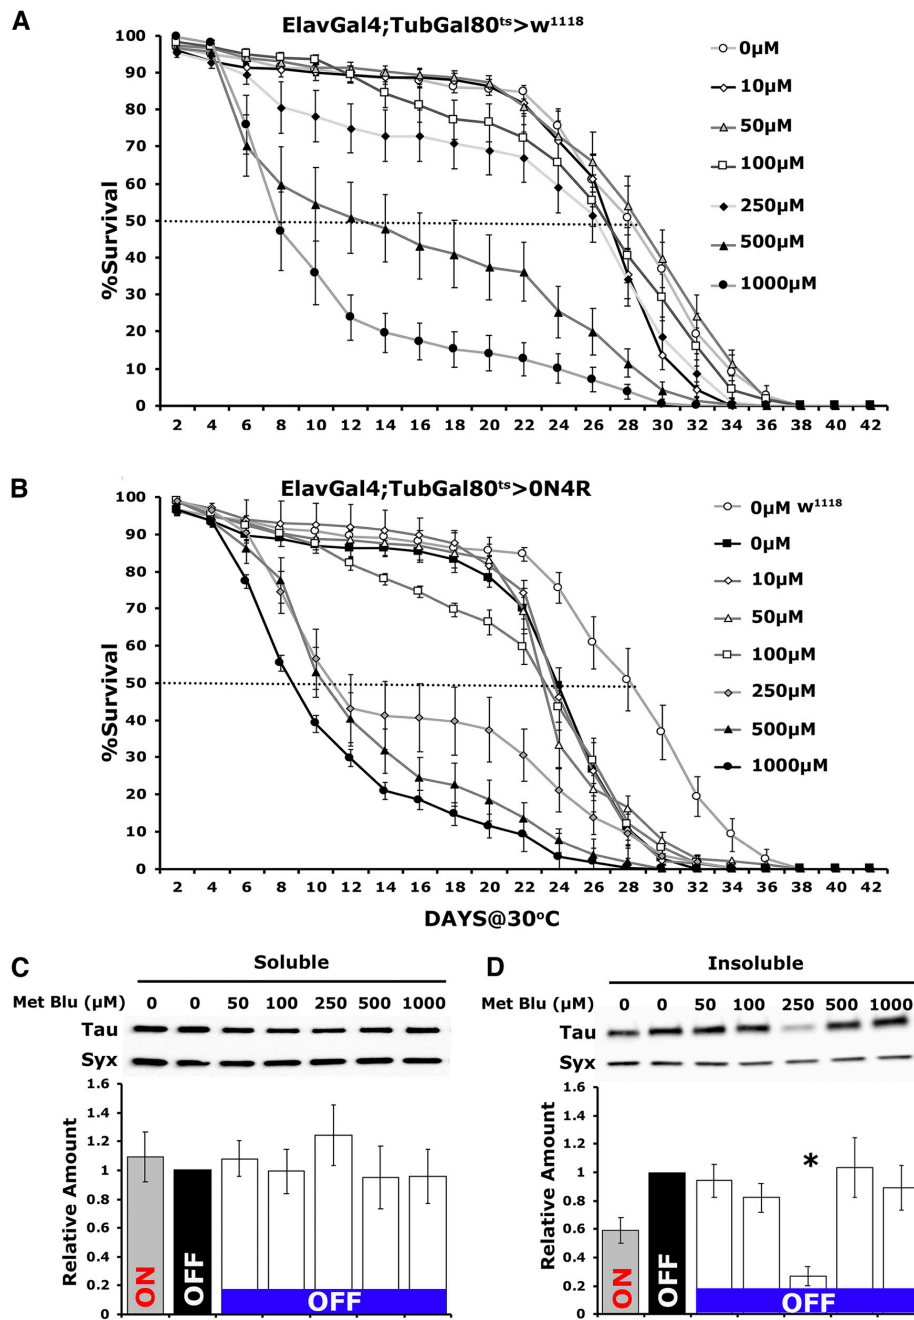 A
ElavGal4;TubGal80ts>w1118
100
90
80
70
60
50
40
30
20
10
0
%Survival
2 4 6 8 10 12 14 16 18 20 22 24 26 28 30 32 34 36 38 40 42
0µM
10µM
50µM
100µM
250µM
500µM
1000µM
B
ElavGal4;TubGal80ts>0N4R
100
90
80
70
60
50
40
30
20
10
0
%Survival
2 4 6 8 10 12 14 16 18 20 22 24 26 28 30 32 34 36 38 40 42
DAYS@30ºC
0µM w1118
0µM
10µM
50µM
100µM
250µM
500µM
1000µM
C
Soluble
Met Blu (µM) 0 0 50 100 250 500 1000
Tau
Syx
1.6
1.4
1.2
1
0.8
0.6
0.4
0.2
0
Relative Amount
ON
OFF
OFF
D
Insoluble
Met Blu (µM) 0 0 50 100 250 500 1000
Tau
Syx
1.6
1.4
1.2
1
0.8
0.6
0.4
0.2
0
Relative Amount
*
ON
OFF
OFF